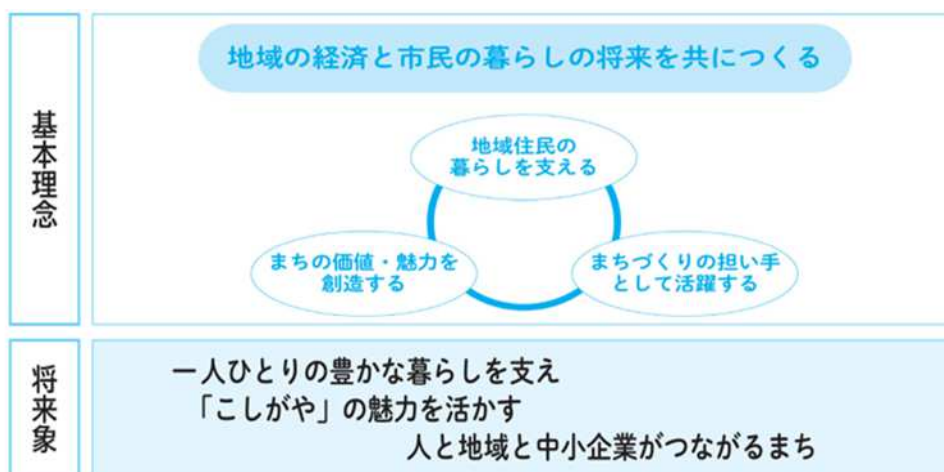 基本理念
地域の経済と市民の暮らしの将来を共につくる
地域住民の
暮らしを支える
まちの価値・魅力を
創造する
まちづくりの担い手
として活躍する
将来象
一人ひとりの豊かな暮らしを支え
「こしがや」の魅力を活かす
人と地域と中小企業がつながるまち